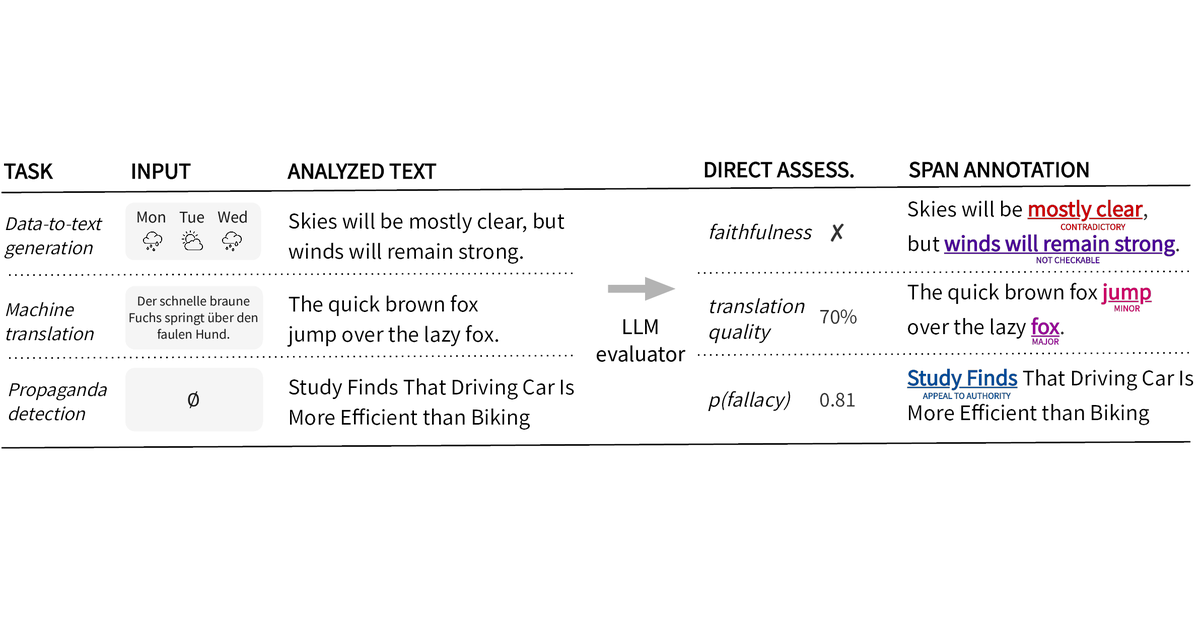 TASK INPUT ANALYZED TEXT DIRECT ASSESS. SPAN ANNOTATION
Data-to-text
generation
Mon Tue Wed
Skies will be mostly clear, but
winds will remain strong.
faithfulness ✗
Skies will be mostly clear,
CONTRADICTORY
but winds will remain strong.
NOT CHECKABLE
Machine
translation
Der schnelle braune
Fuchs springt über den
faulen Hund.
The quick brown fox
jump over the lazy fox.
LLM
evaluator
translation
quality
70%
The quick brown fox jump
MINOR
over the lazy fox.
MAJOR
Propaganda
detection
Ø
Study Finds That Driving Car Is
More Efficient than Biking
p(fallacy) 0.81
Study Finds That Driving Car Is
APPEAL TO AUTHORITY
More Efficient than Biking